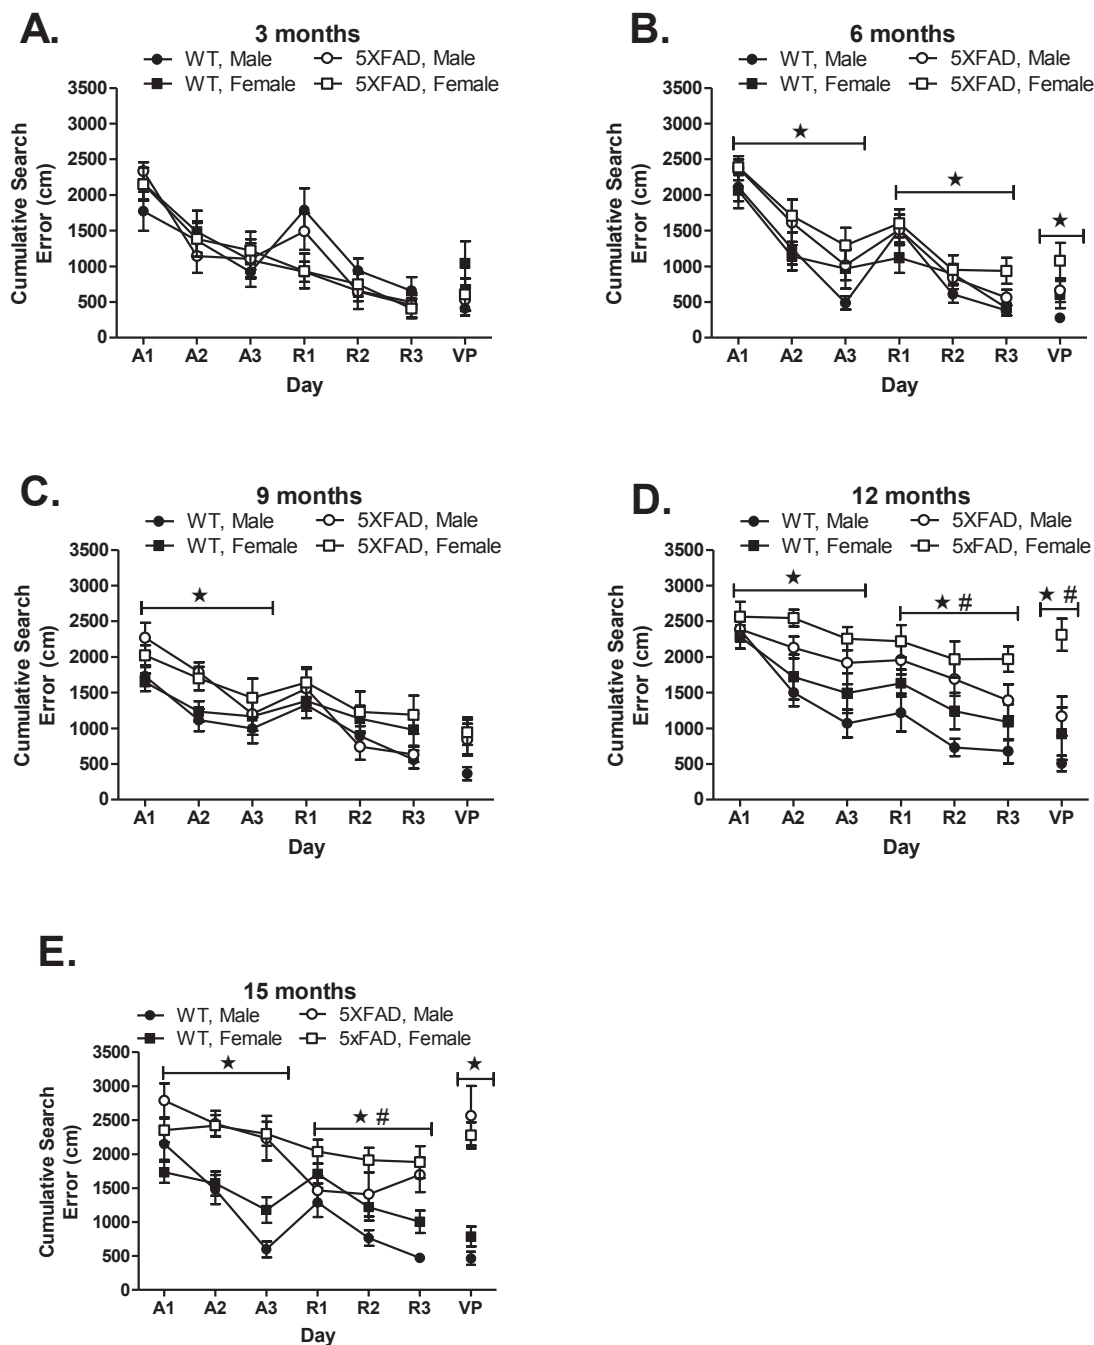 A.
3 months
WT, Male
5XFAD, Male
WT, Female
5XFAD, Female
Cumulative Search
Error (cm)
3500
3000
2500
2000
1500
1000
500
0
A1 A2 A3 R1 R2 R3 VP
Day
B.
6 months
WT, Male
5XFAD, Male
WT, Female
5XFAD, Female
Cumulative Search
Error (cm)
3500
3000
2500
2000
1500
1000
500
0
★
★
★
A1 A2 A3 R1 R2 R3 VP
Day
C.
9 months
WT, Male
5XFAD, Male
WT, Female
5XFAD, Female
Cumulative Search
Error (cm)
3500
3000
2500
2000
1500
1000
500
0
★
A1 A2 A3 R1 R2 R3 VP
Day
D.
12 months
WT, Male
5XFAD, Male
WT, Female
5xFAD, Female
Cumulative Search
Error (cm)
3500
3000
2500
2000
1500
1000
500
0
★
★ #
★ #
A1 A2 A3 R1 R2 R3 VP
Day
E.
15 months
WT, Male
5XFAD, Male
WT, Female
5xFAD, Female
Cumulative Search
Error (cm)
3500
3000
2500
2000
1500
1000
500
0
★
★ #
★
A1 A2 A3 R1 R2 R3 VP
Day